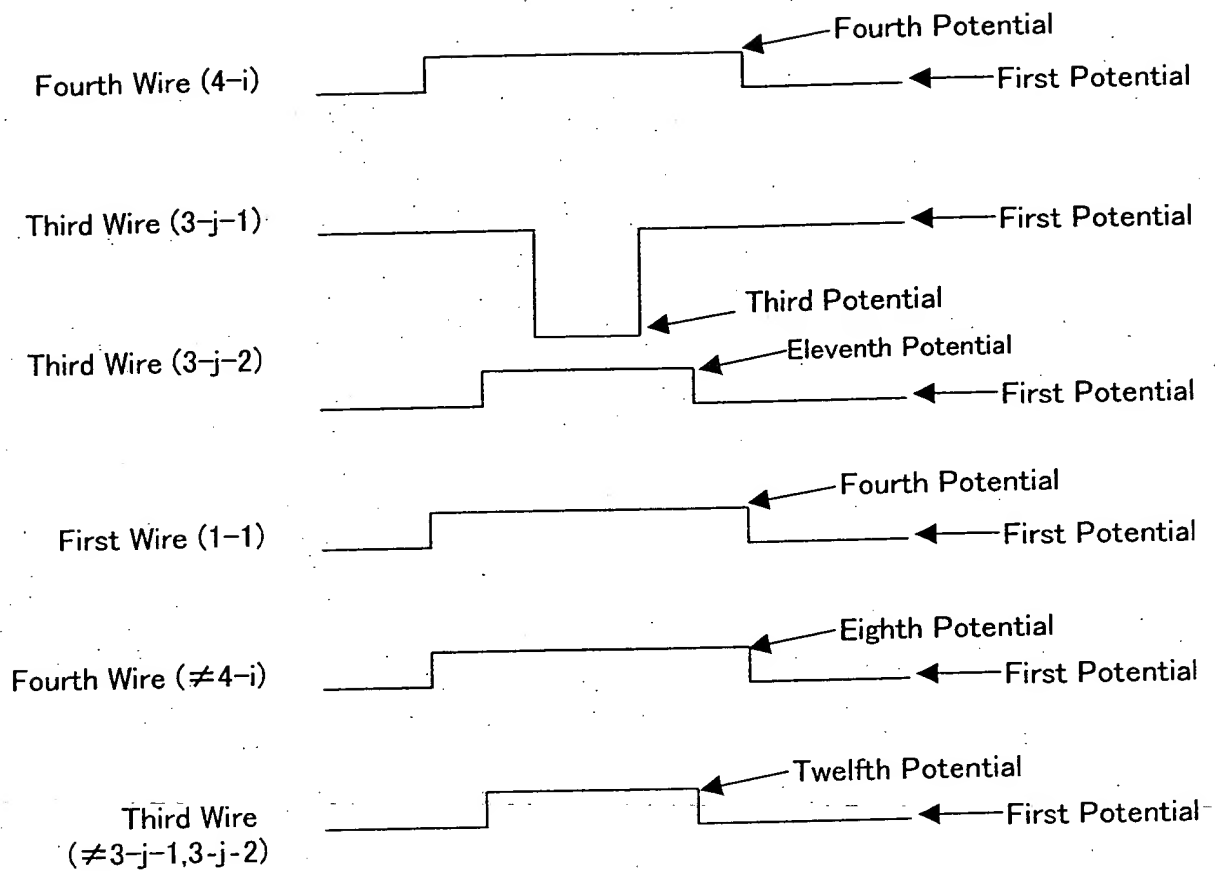 Fourth Potential
Fourth Wire (4-i)
First Potential
Third Wire (3-j-1)
First Potential
Third Potential
Third Wire (3-j-2)
Eleventh Potential
First Potential
Fourth Potential
First Wire (1-1)
First Potential
Eighth Potential
Fourth Wire (≠4-i)
First Potential
Twelfth Potential
Third Wire
(≠3-j-1,3-j-2)
First Potential